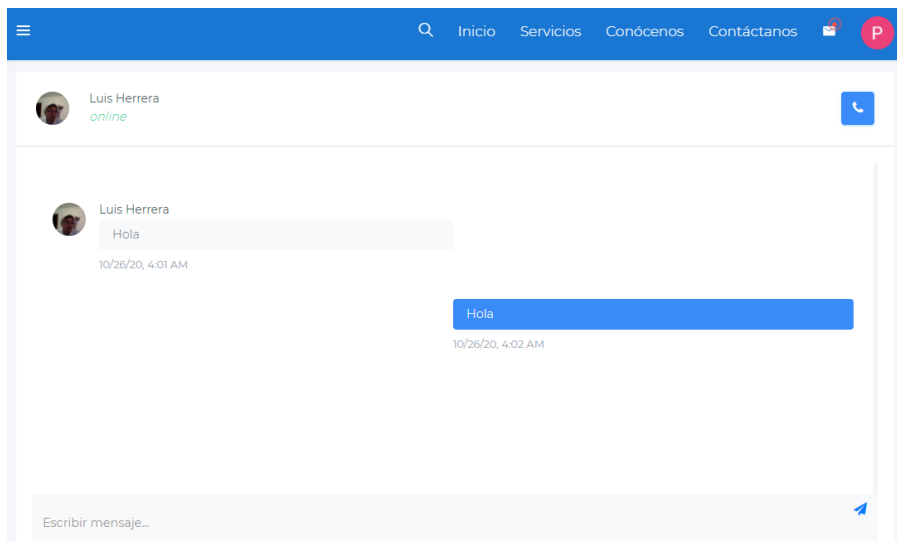 Inicio Servicios Conócenos Contáctanos P
Luis Herrera
online
Luis Herrera
Hola
10/26/20, 4:01 AM
Hola
10/26/20, 4:02 AM
Escribir mensaje...